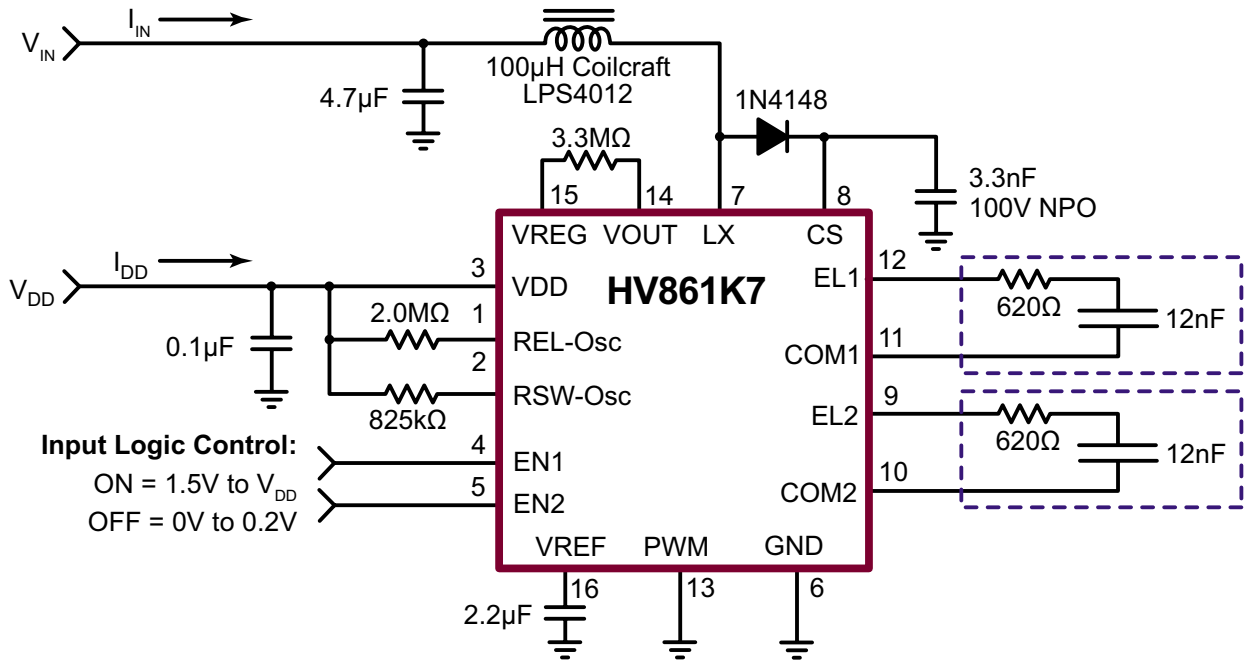 I_IN
V_IN
100µH Coilcraft
LPS4012
4.7µF
1N4148
3.3MΩ
15
14
7
8
3.3nF
100V NPO
VREG
VOUT
LX
CS
I_DD
V_DD
3
VDD
HV861K7
EL1
12
620Ω
12nF
2.0MΩ
1
REL-Osc
0.1µF
COM1
11
2
RSW-Osc
825kΩ
EL2
9
620Ω
12nF
Input Logic Control:
ON = 1.5V to V_DD
OFF = 0V to 0.2V
4
EN1
5
EN2
COM2
10
VREF
PWM
GND
16
13
6
2.2µF